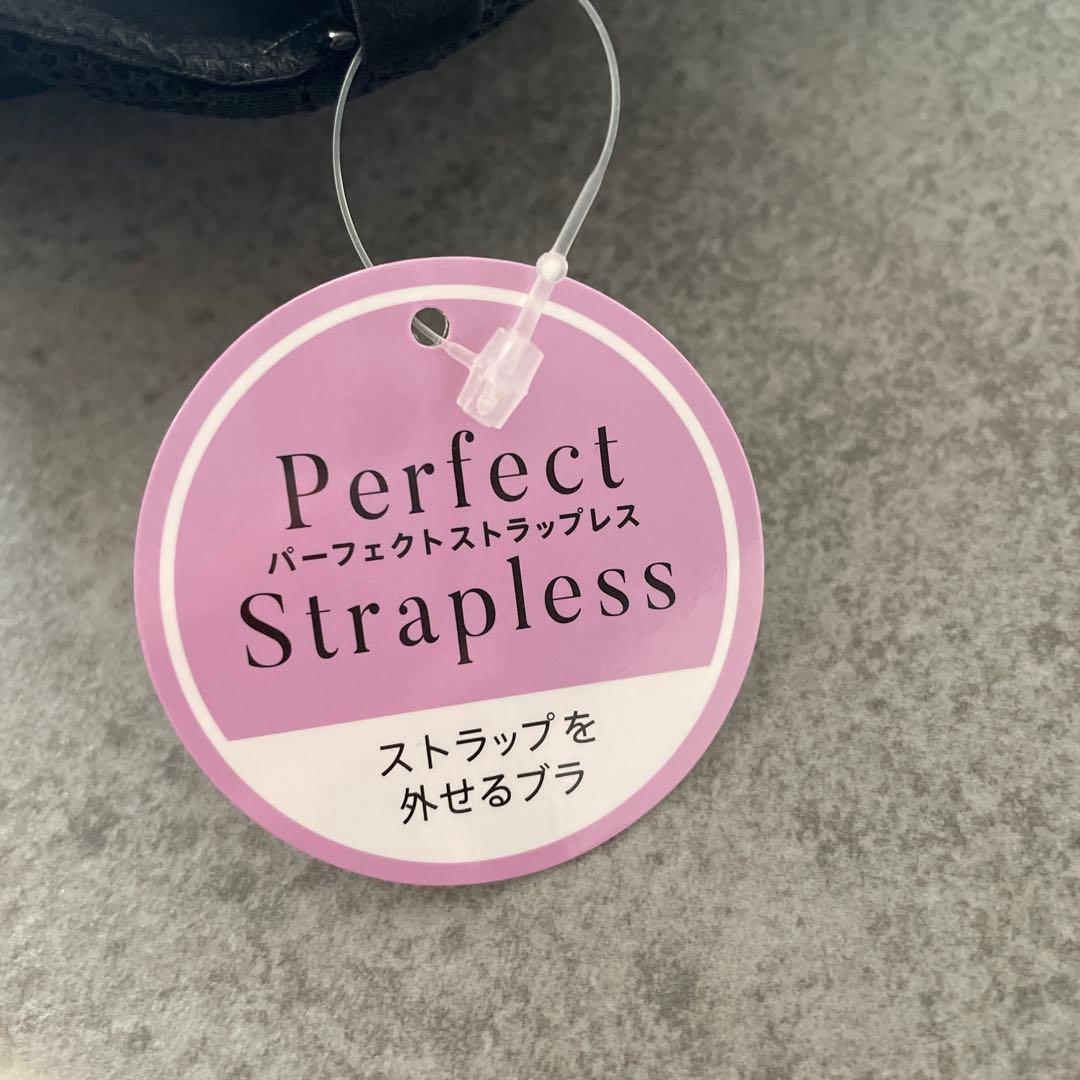 Perfect
パーフェクトストラップレス
Strapless
ストラップを
外せるブラ